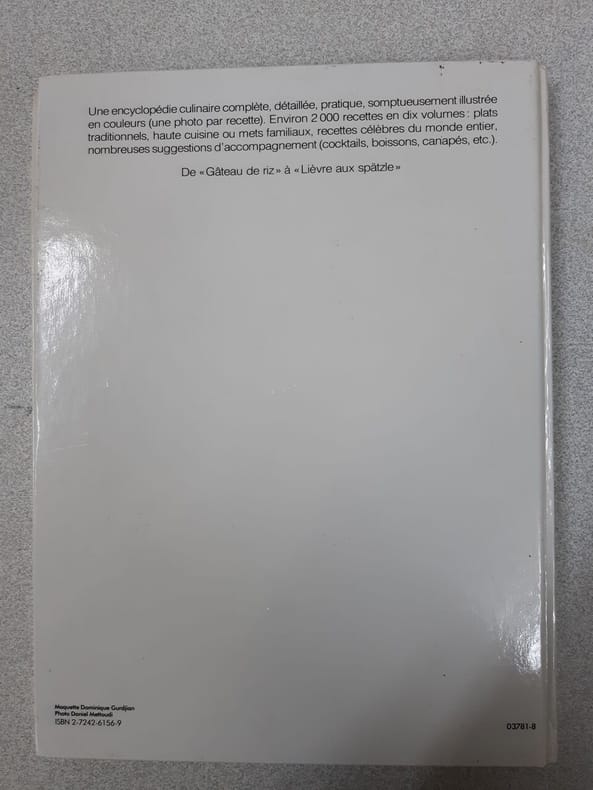 Une encyclopédie culinaire complète, détaillée, pratique, somptueusement illustrée
en couleurs (une photo par recette). Environ 2 000 recettes en dix volumes : plats
traditionnels, haute cuisine ou mets familiaux, recettes célèbres du monde entier,
nombreuses suggestions d'accompagnement (cocktails, boissons, canapés, etc.).
De « Gâteau de riz » à « Lièvre aux spätzle »
Maquette Dominique Gurdjian
Photo Daniel Mettoudi
ISBN 2-7242-6156-9
03781-8